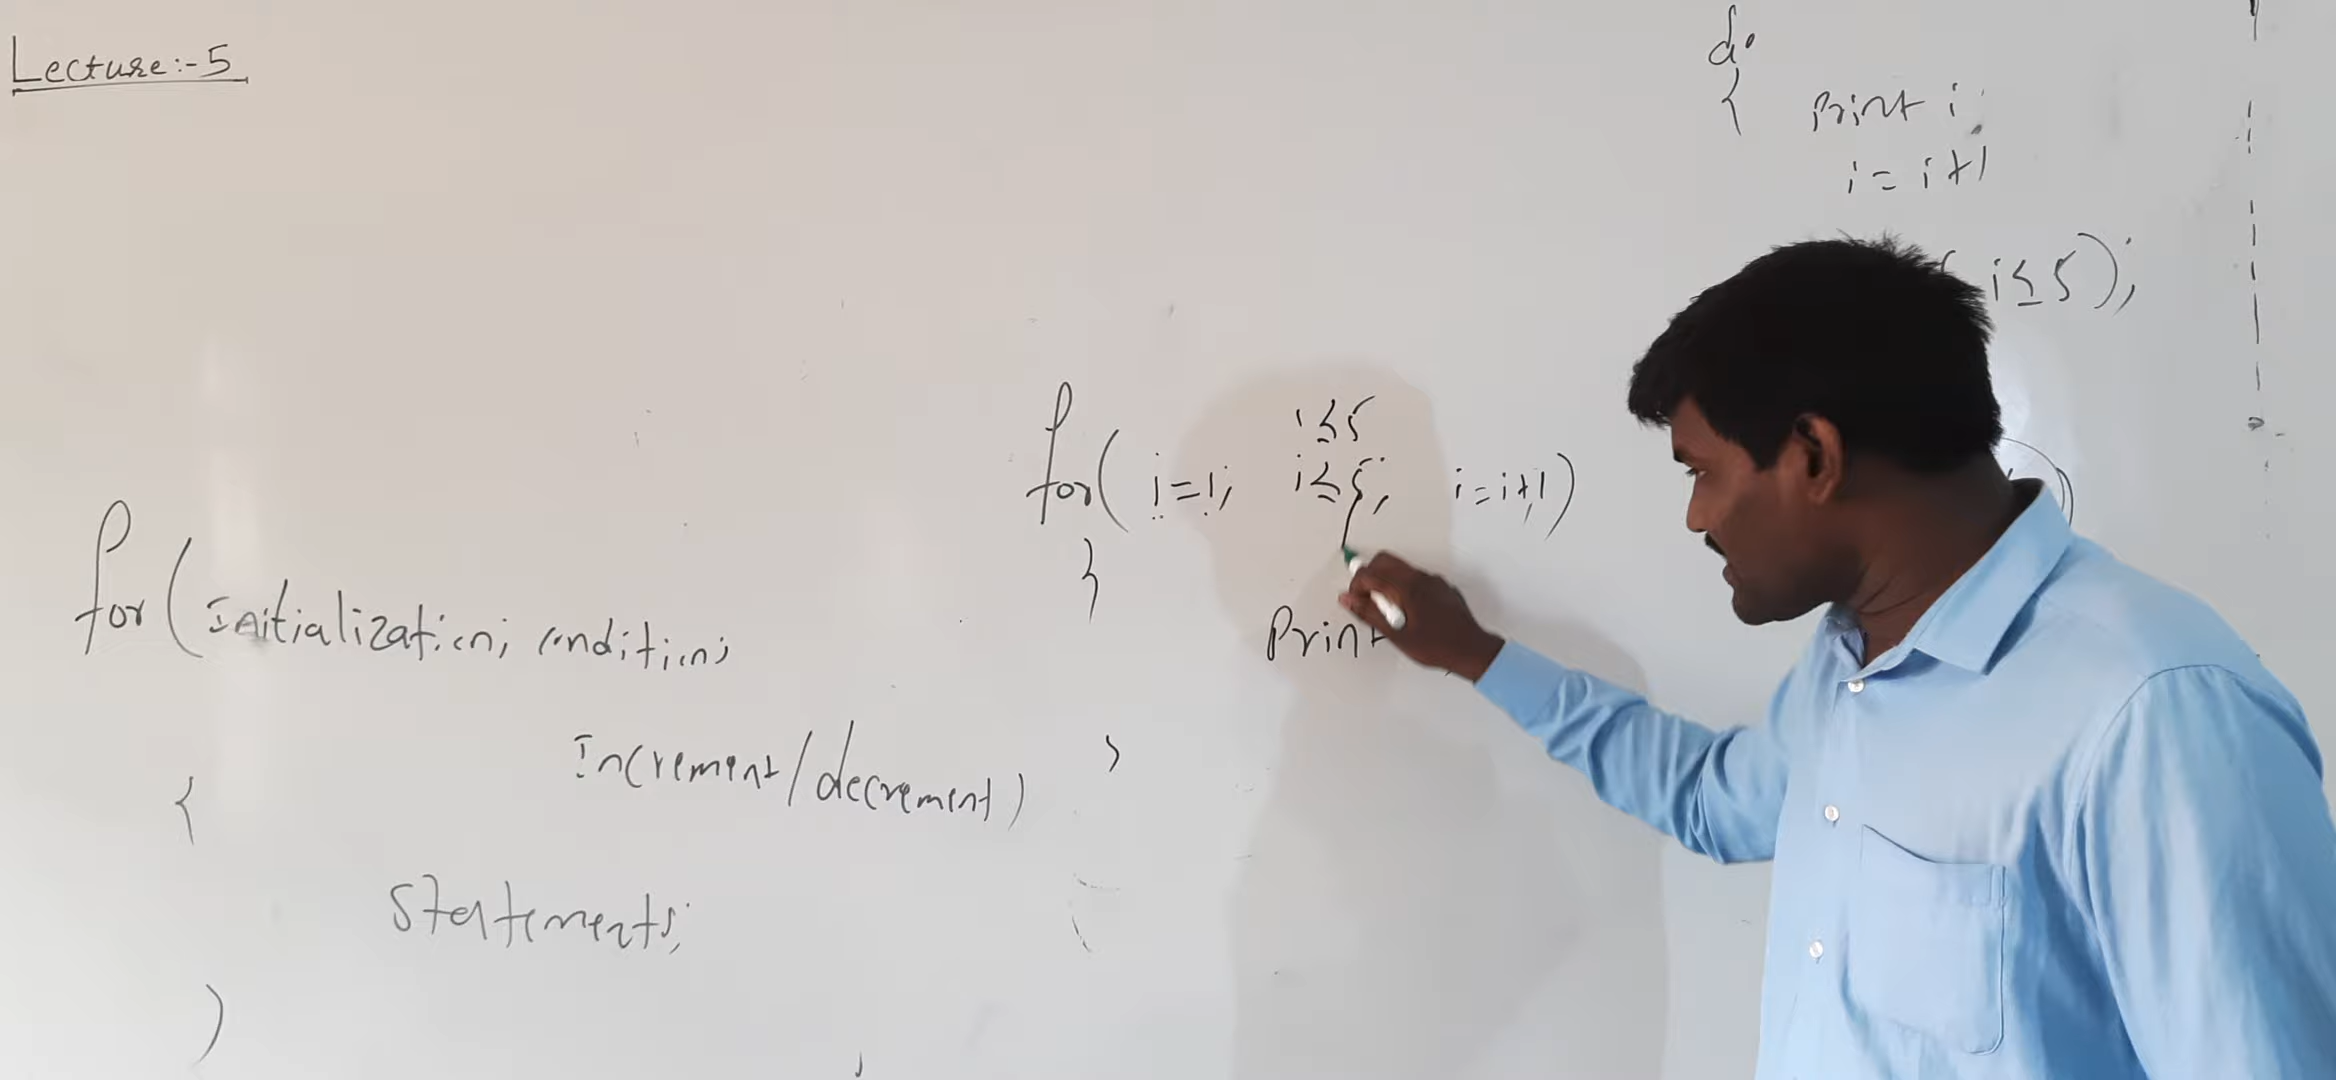 Lecture:-5
do
{ Print i;
i = i+1
( i≤5);
i≤5
for( i=1; i≤5; i=i+1)
{
Print
}
for(Initialization; condition;
Increment/decrement)
{
Statements;
}